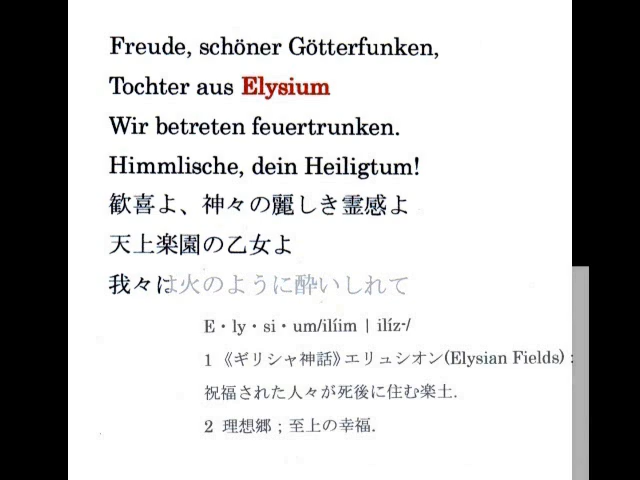 Freude, schöner Götterfunken,
Tochter aus Elysium
Wir betreten feuertrunken.
Himmlische, dein Heiligtum!
歓喜よ、神々の麗しき霊感よ
天上楽園の乙女よ
我々は火のように酔いしれて
E・ly・si・um/ilíim | ilíz-/
1 《ギリシャ神話》エリュシオン(Elysian Fields) :
祝福された人々が死後に住む楽土.
2 理想郷 ; 至上の幸福.